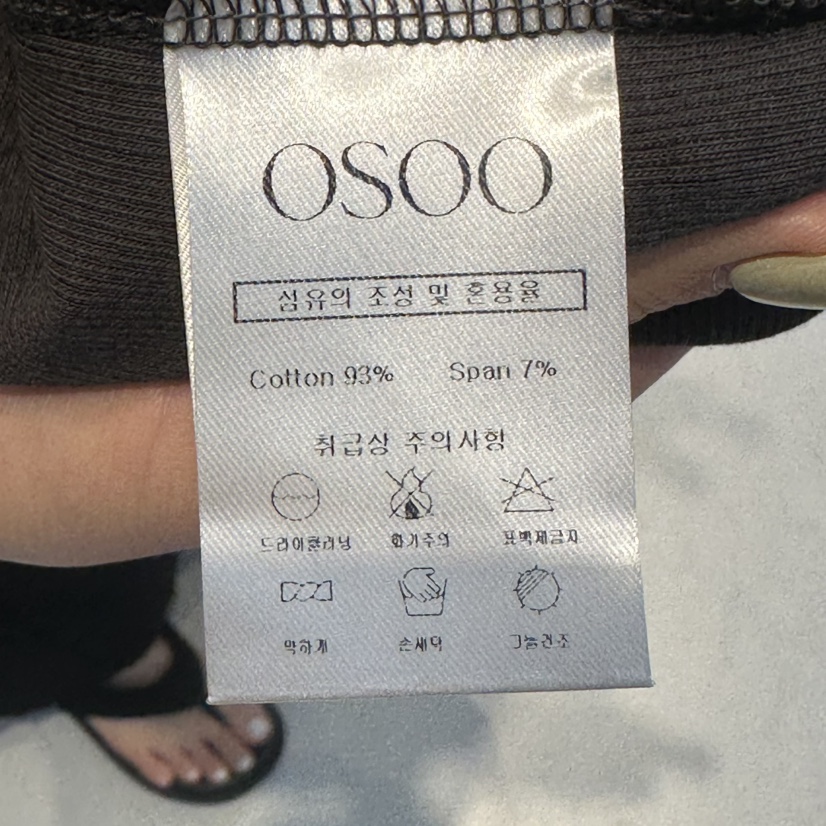 OSOO
섬유의 조성 및 혼용율
Cotton 93% Span 7%
취급상 주의사항
드라이클리닝 화기주의 표백제금지
약하게 손세탁 그늘건조